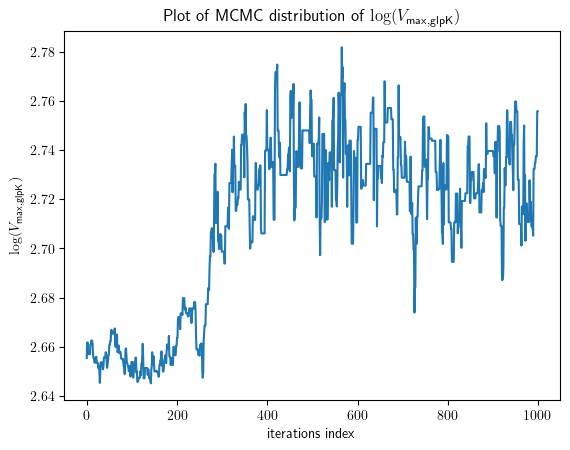 Plot of MCMC distribution of log(V_max,glpK)
log(V_max,glpK)
2.78
2.76
2.74
2.72
2.70
2.68
2.66
2.64
0 200 400 600 800 1000
iterations index